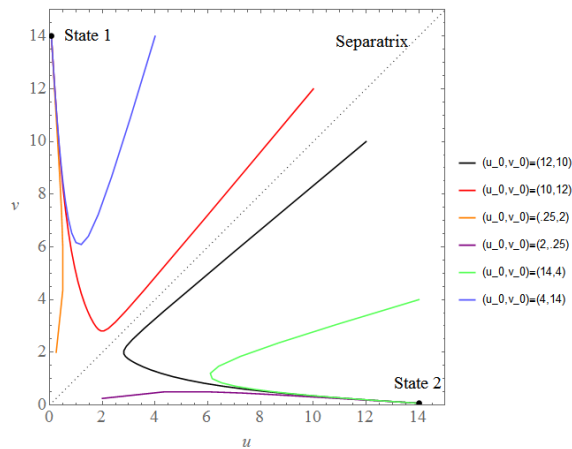 State 1
Separatrix
State 2
14
12
10
8
6
4
2
0
v
0
2
4
6
8
10
12
14
u
(u_0,v_0)=(12,10)
(u_0,v_0)=(10,12)
(u_0,v_0)=(.25,2)
(u_0,v_0)=(2,.25)
(u_0,v_0)=(14,4)
(u_0,v_0)=(4,14)